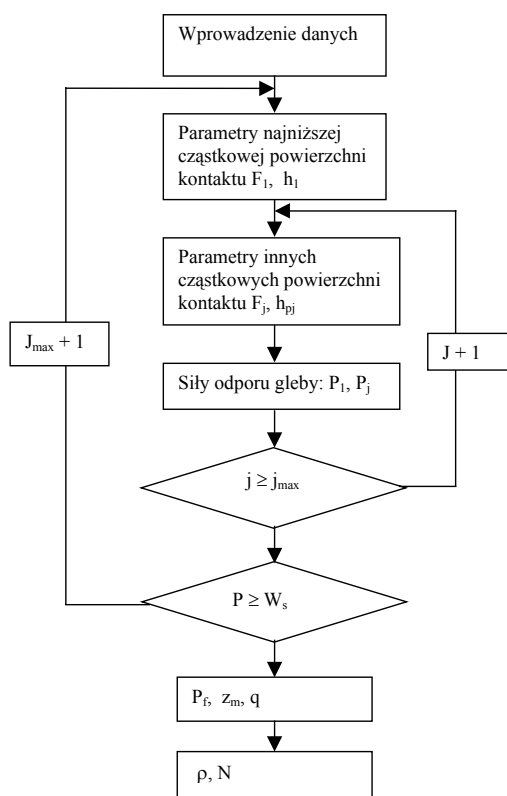 Wprowadzenie danych
Parametry najniższej
cząstkowej powierzchni
kontaktu F₁, h₁
Parametry innych
cząstkowych powierzchni
kontaktu Fⱼ, hₚⱼ
Jmax + 1
J + 1
Siły odporu gleby: P₁, Pⱼ
j ≥ jmax
P ≥ Wₛ
Pf, zm, q
ρ, N